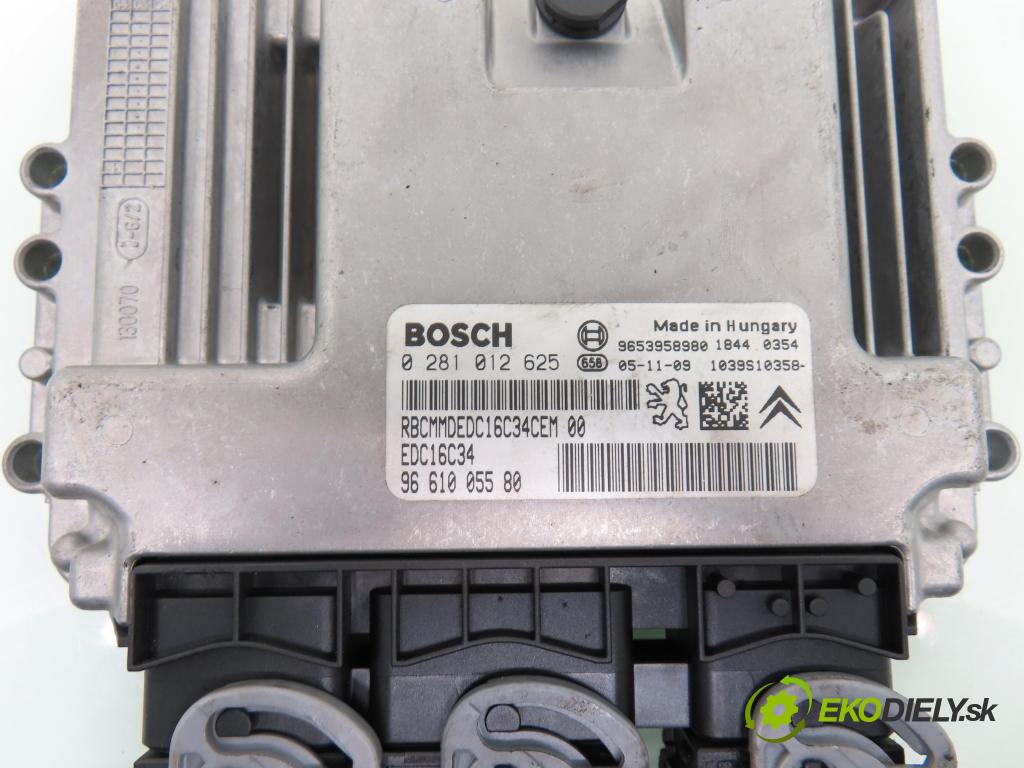 J-G/2
130070
BOSCH
Made in Hungary
9653958980 1844 0354
0 281 012 625 658 05-11-09 1039S10358-
RBCMMDEDC16C34CEM 00
EDC16C34
96 610 055 80
EKODIELY.sk